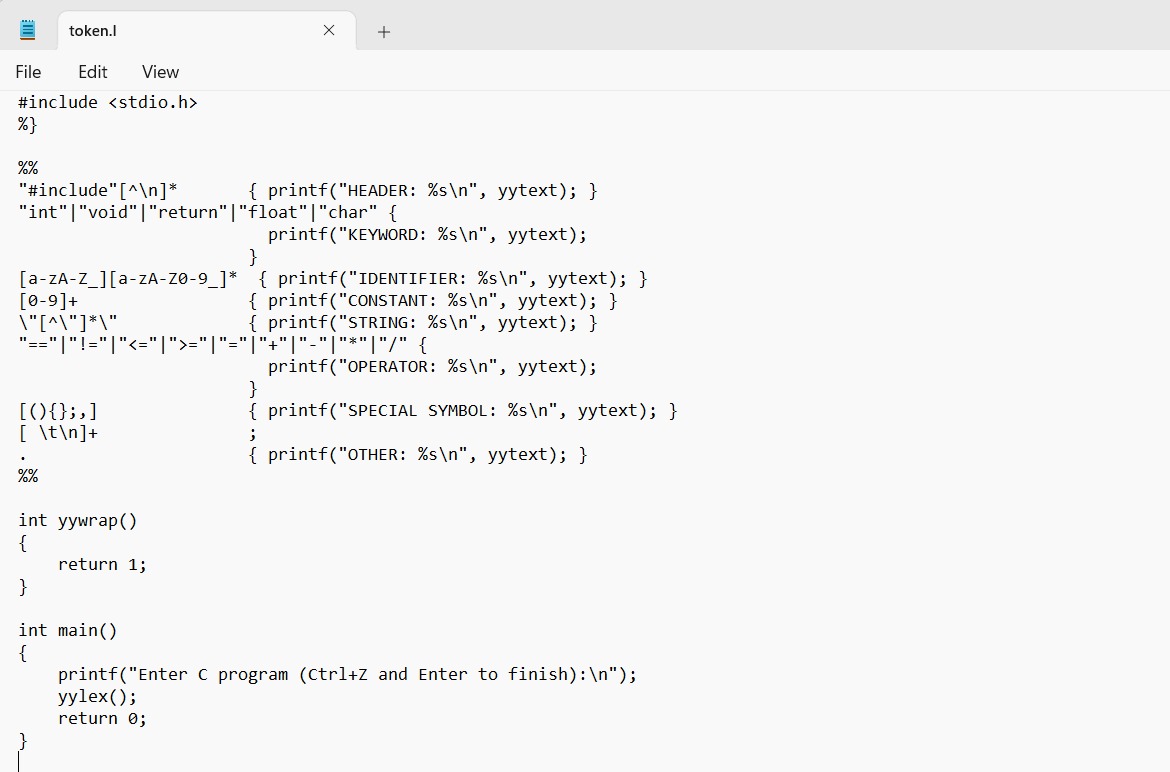 token.l
File Edit View
#include <stdio.h>
%}
%%
"#include"[^\n]*       { printf("HEADER: %s\n", yytext); }
"int"|"void"|"return"|"float"|"char" {
                         printf("KEYWORD: %s\n", yytext);
                       }
[a-zA-Z_][a-zA-Z0-9_]*  { printf("IDENTIFIER: %s\n", yytext); }
[0-9]+                 { printf("CONSTANT: %s\n", yytext); }
\"[^\"]*\"             { printf("STRING: %s\n", yytext); }
"=="|"!="|"<="|">="|"="|"+"|"-"|"*"|"/" {
                         printf("OPERATOR: %s\n", yytext);
                       }
[(){};,]               { printf("SPECIAL SYMBOL: %s\n", yytext); }
[ \t\n]+               ;
.                      { printf("OTHER: %s\n", yytext); }
%%
int yywrap()
{
    return 1;
}
int main()
{
    printf("Enter C program (Ctrl+Z and Enter to finish):\n");
    yylex();
    return 0;
}